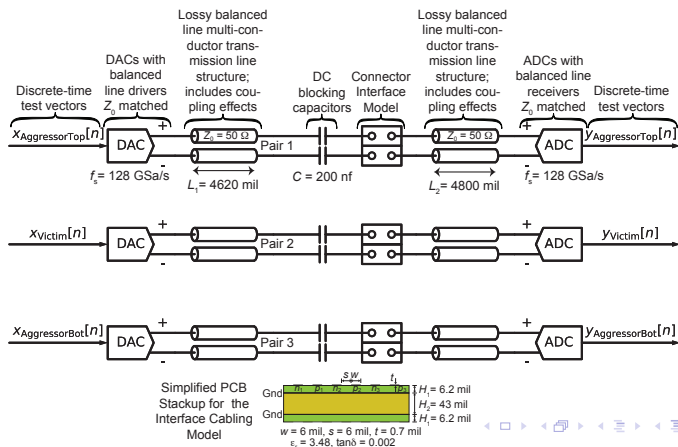 Discrete-time
test vectors
DACs with
balanced
line drivers
Z₀ matched
Lossy balanced
line multi-con-
ductor trans-
mission line
structure;
includes cou-
pling effects
DC
blocking
capacitors
Connector
Interface
Model
Lossy balanced
line multi-con-
ductor trans-
mission line
structure;
includes cou-
pling effects
ADCs with
balanced line
receivers
Z₀ matched
Discrete-time
test vectors
xAggressorTop[n]
DAC
+
-
Z₀ = 50 Ω
Pair 1
Z₀ = 50 Ω
+
-
ADC
yAggressorTop[n]
fₛ= 128 GSa/s
L₁= 4620 mil
C = 200 nf
L₂= 4800 mil
fₛ= 128 GSa/s
xVictim[n]
DAC
+
-
Pair 2
+
-
ADC
yVictim[n]
xAggressorBot[n]
DAC
+
-
Pair 3
+
-
ADC
yAggressorBot[n]
Simplified PCB
Stackup for the
Interface Cabling
Model
s w
t
n₁ p₁ n₂ p₂ n₃ p₃
Gnd
Gnd
H₁= 6.2 mil
H₂= 43 mil
H₁= 6.2 mil
w = 6 mil, s = 6 mil, t = 0.7 mil
εᵣ = 3.48, tanδ = 0.002